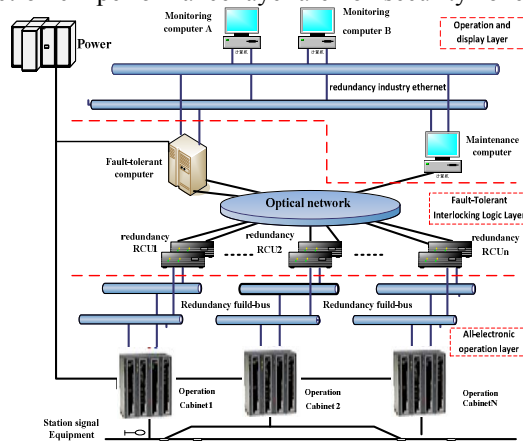 Monitoring
computer A
Monitoring
computer B
Operation and
display Layer
Power
redundancy industry ethernet
Fault-tolerant
computer
Maintenance
computer
Optical network
Fault-Tolerant
Interlocking Logic Layer
redundancy
RCU1
redundancy
RCU2
redundancy
RCUn
Redundancy fuild-bus
Redundancy fuild-bus
All-electronic
operation layer
Operation
Cabinet1
Operation
Cabinet 2
Operation
CabinetN
Station signal
Equipment